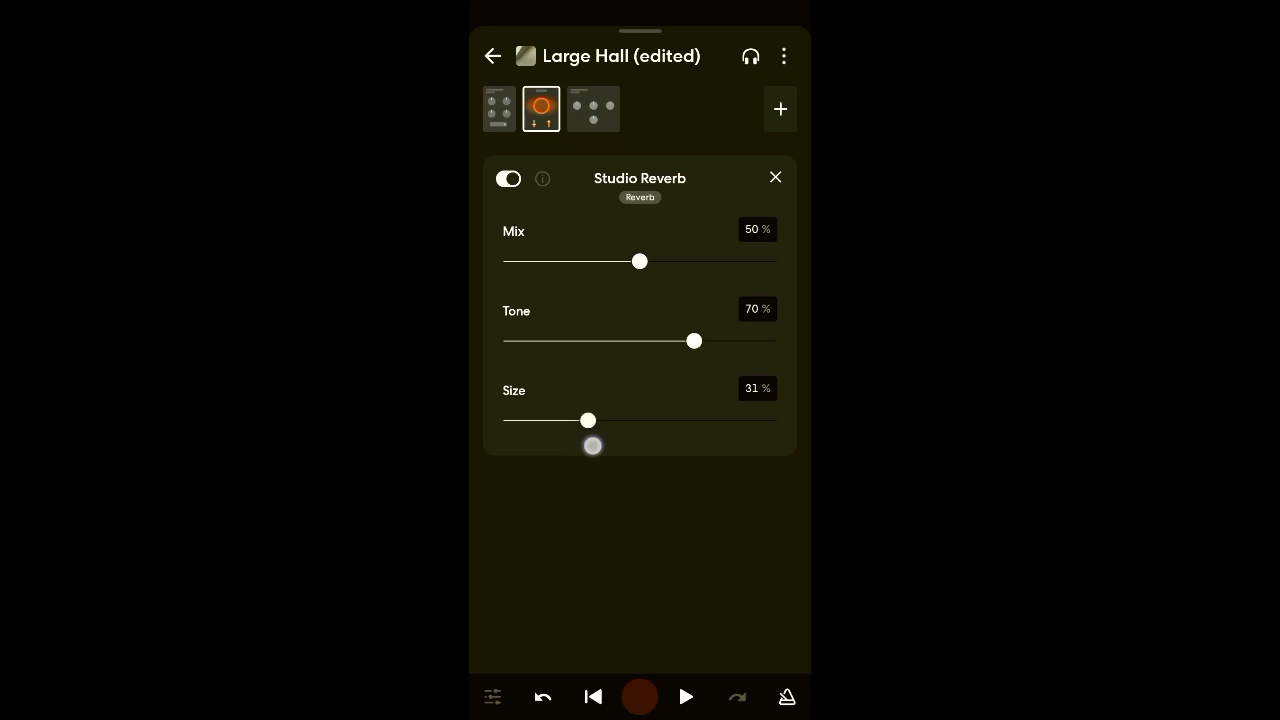 Large Hall (edited)
Studio Reverb
Reverb
Mix
50 %
Tone
70 %
Size
31 %